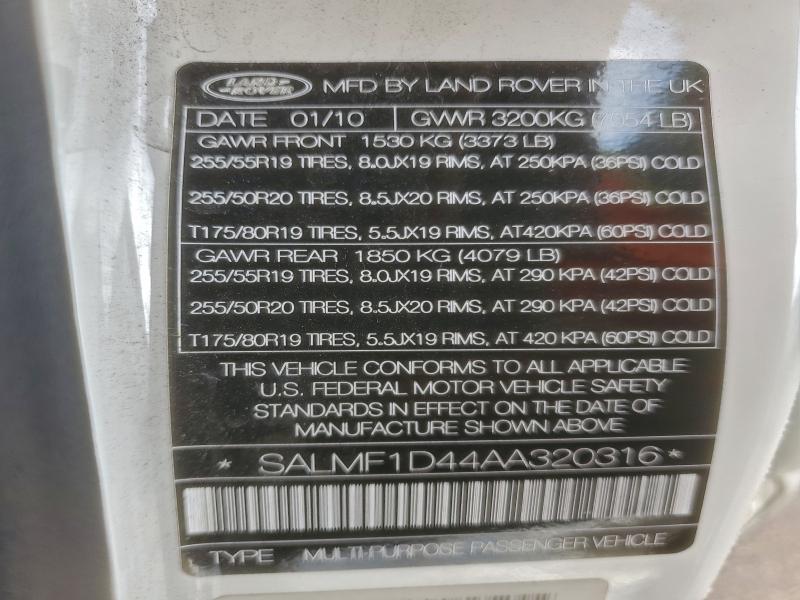 LAND ROVER MFD BY LAND ROVER IN THE UK
DATE 01/10 GVWR 3200KG (7054 LB)
GAWR FRONT 1530 KG (3373 LB)
255/55R19 TIRES, 8.0JX19 RIMS, AT 250KPA (36PSI) COLD
255/50R20 TIRES, 8.5JX20 RIMS, AT 250KPA (36PSI) COLD
T175/80R19 TIRES, 5.5JX19 RIMS, AT420KPA (60PSI) COLD
GAWR REAR 1850 KG (4079 LB)
255/55R19 TIRES, 8.0JX19 RIMS, AT 290 KPA (42PSI) COLD
255/50R20 TIRES, 8.5JX20 RIMS, AT 290 KPA (42PSI) COLD
T175/80R19 TIRES, 5.5JX19 RIMS, AT 420 KPA (60PSI) COLD
THIS VEHICLE CONFORMS TO ALL APPLICABLE
U.S. FEDERAL MOTOR VEHICLE SAFETY
STANDARDS IN EFFECT ON THE DATE OF
MANUFACTURE SHOWN ABOVE
* SALMF1D44AA320316 *
TYPE MULTI-PURPOSE PASSENGER VEHICLE